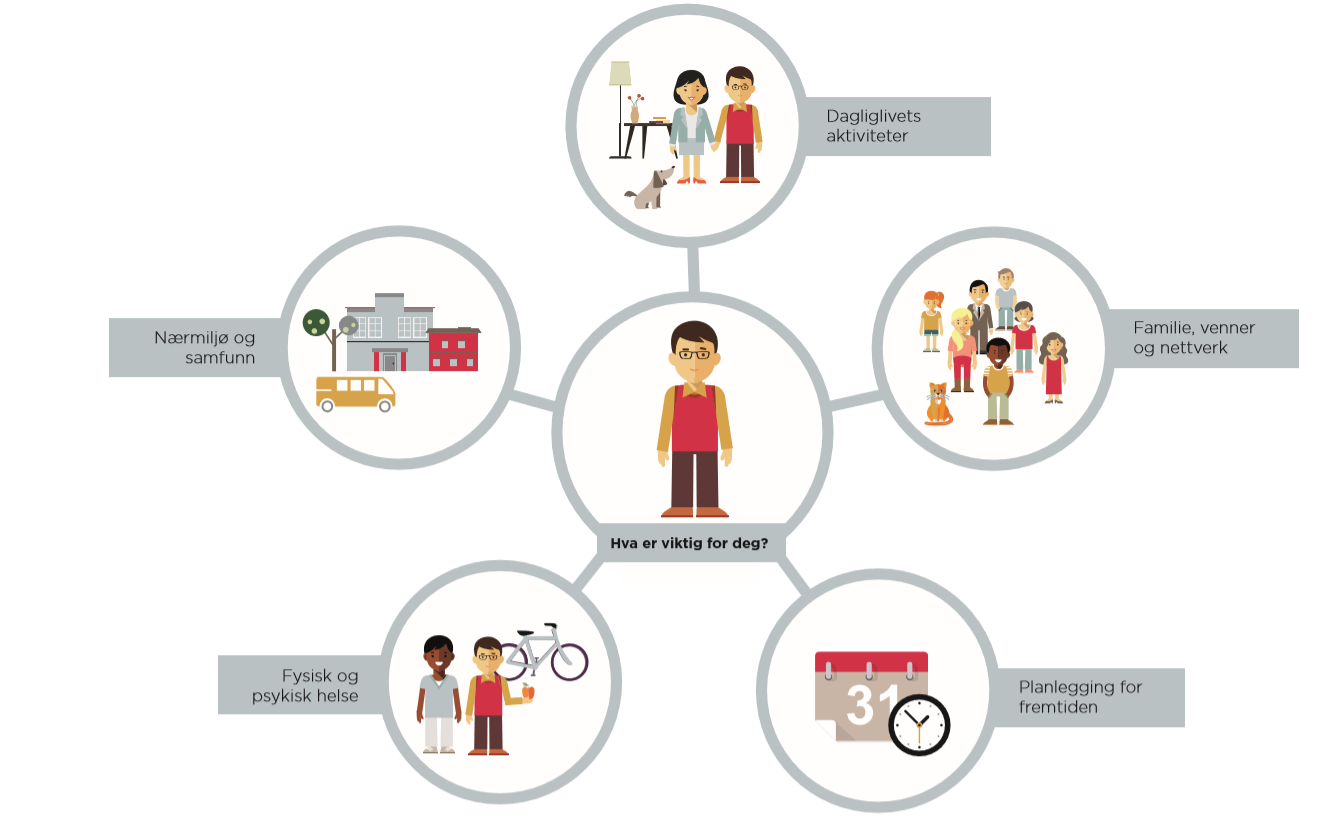 Dagliglivets
aktiviteter
Nærmiljø og
samfunn
Familie, venner
og nettverk
Hva er viktig for deg?
Fysisk og
psykisk helse
Planlegging for
fremtiden
31